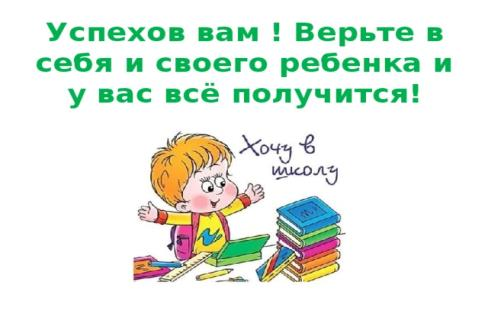 Успехов вам ! Верьте в
себя и своего ребенка и
у вас всё получится!
Хочу в
школу